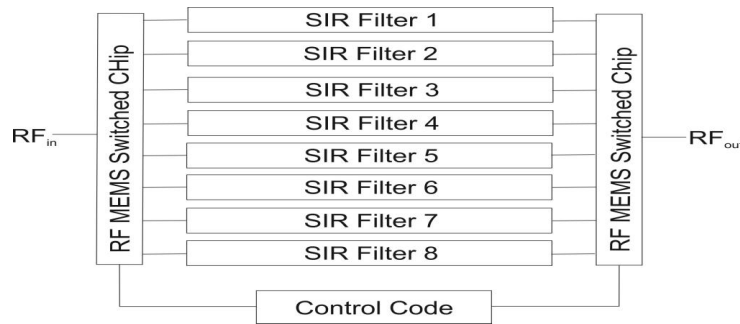 SIR Filter 1
SIR Filter 2
SIR Filter 3
SIR Filter 4
SIR Filter 5
SIR Filter 6
SIR Filter 7
SIR Filter 8
RF MEMS Switched CHip
RF MEMS Switched Chip
RFin
RFout
Control Code